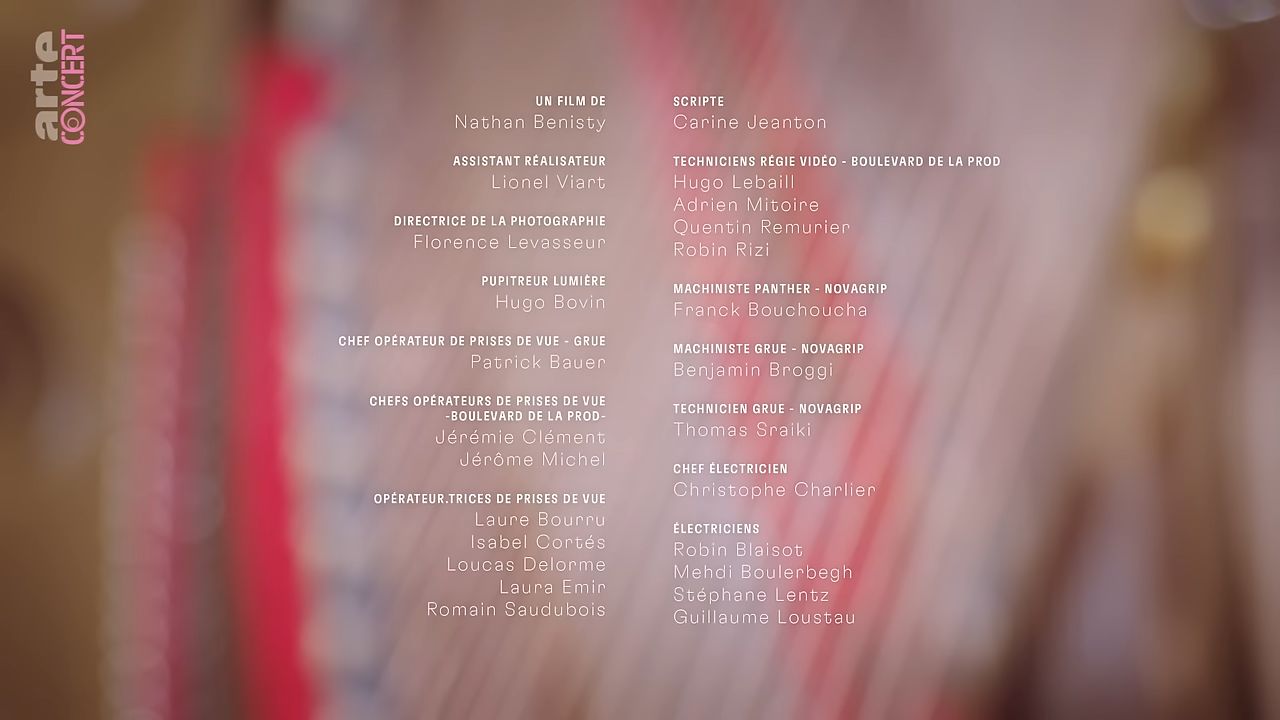 arte
CONCERT
UN FILM DE
Nathan Benisty
ASSISTANT RÉALISATEUR
Lionel Viart
DIRECTRICE DE LA PHOTOGRAPHIE
Florence Levasseur
PUPITREUR LUMIÈRE
Hugo Bovin
CHEF OPÉRATEUR DE PRISES DE VUE - GRUE
Patrick Bauer
CHEFS OPÉRATEURS DE PRISES DE VUE
-BOULEVARD DE LA PROD-
Jérémie Clément
Jérôme Michel
OPÉRATEUR.TRICES DE PRISES DE VUE
Laure Bourru
Isabel Cortés
Loucas Delorme
Laura Emir
Romain Saudubois
SCRIPTE
Carine Jeanton
TECHNICIENS RÉGIE VIDÉO - BOULEVARD DE LA PROD
Hugo Lebaill
Adrien Mitoire
Quentin Remurier
Robin Rizi
MACHINISTE PANTHER - NOVAGRIP
Franck Bouchoucha
MACHINISTE GRUE - NOVAGRIP
Benjamin Broggi
TECHNICIEN GRUE - NOVAGRIP
Thomas Sraiki
CHEF ÉLECTRICIEN
Christophe Charlier
ÉLECTRICIENS
Robin Blaisot
Mehdi Boulerbegh
Stéphane Lentz
Guillaume Loustau